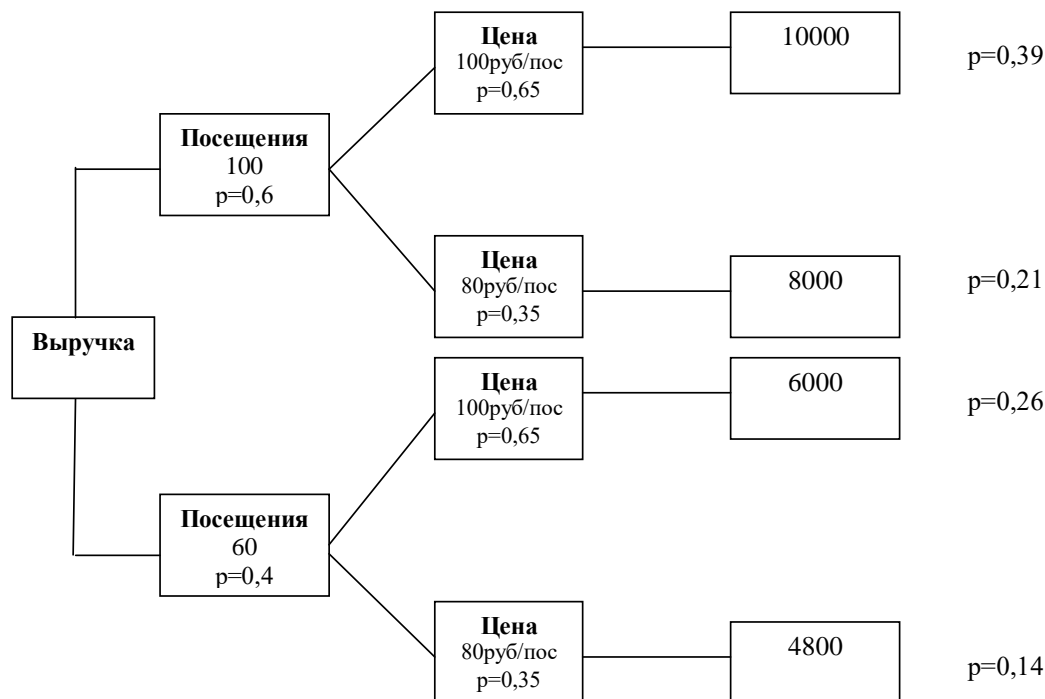 Цена
100руб/пос
p=0,65
10000
p=0,39
Посещения
100
p=0,6
Цена
80руб/пос
p=0,35
8000
p=0,21
Выручка
Цена
100руб/пос
p=0,65
6000
p=0,26
Посещения
60
p=0,4
Цена
80руб/пос
p=0,35
4800
p=0,14